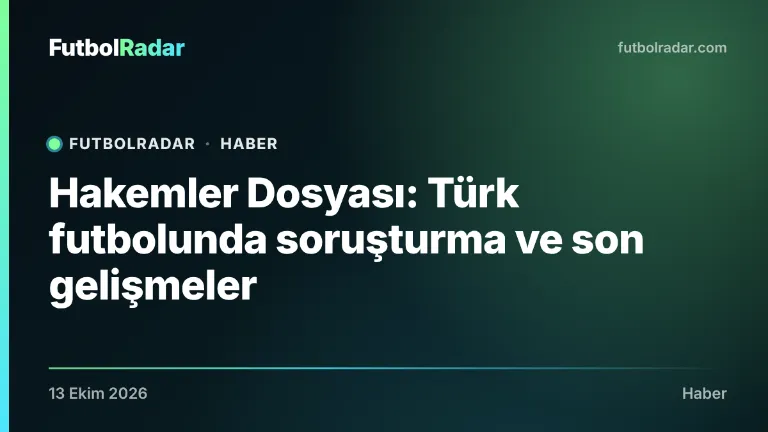 FutbolRadar
futbolradar.com
FUTBOLRADAR · HABER
Hakemler Dosyası: Türk
futbolunda soruşturma ve son
gelişmeler
13 Ekim 2026
Haber